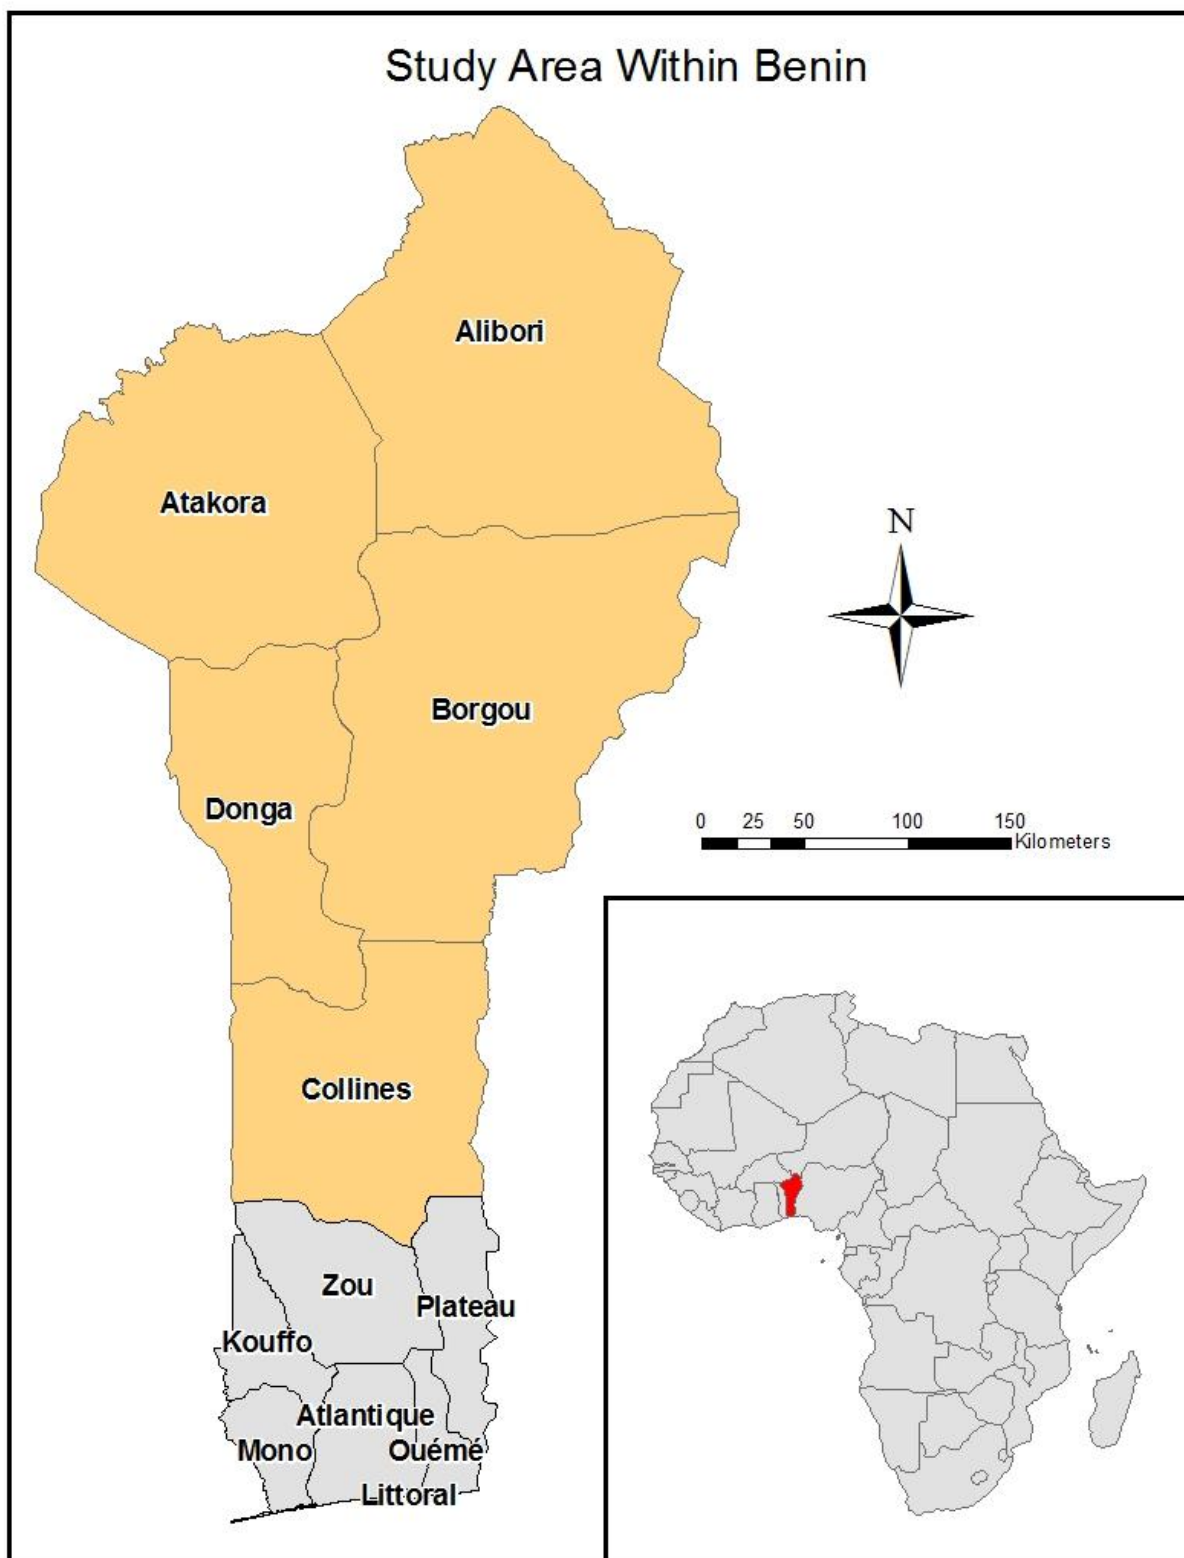 Study Area Within Benin
Alibori
Atakora
N
Borgou
Donga
0 25 50 100 150
Kilometers
Collines
Zou
Plateau
Kouffo
Atlantique
Mono
Ouémé
Littoral